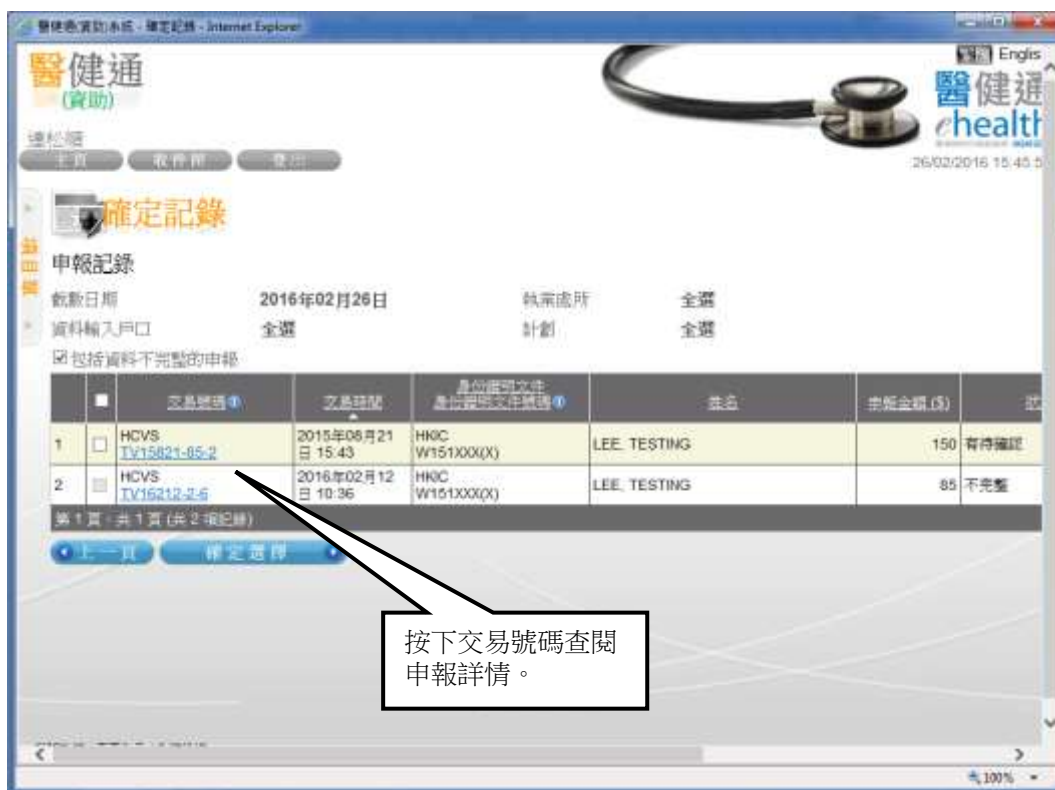 醫健通(資助)系統 - 確定記錄 - Internet Explorer
Englis
醫健通
(資助)
醫健通
ehealth
主頁 收件匣 登出
26/02/2016 15:45:5
確定記錄
申報記錄
截數日期 2016年02月26日 執業處所 全選
資料輸入戶口 全選 計劃 全選
包括資料不完整的申報
交易號碼 交易時間 身份證明文件 身份證明文件號碼 姓名 申報金額 ($)
1 HCVS TV15821-85-2 2015年08月21日 15:43 HKIC W151XXX(X) LEE, TESTING 150 有待確認
2 HCVS TV16212-2-6 2016年02月12日 10:36 HKIC W151XXX(X) LEE, TESTING 85 不完整
第 1 頁，共 1 頁 (共 2 項記錄)
上一頁 確定選擇
按下交易號碼查閱
申報詳情。
100%